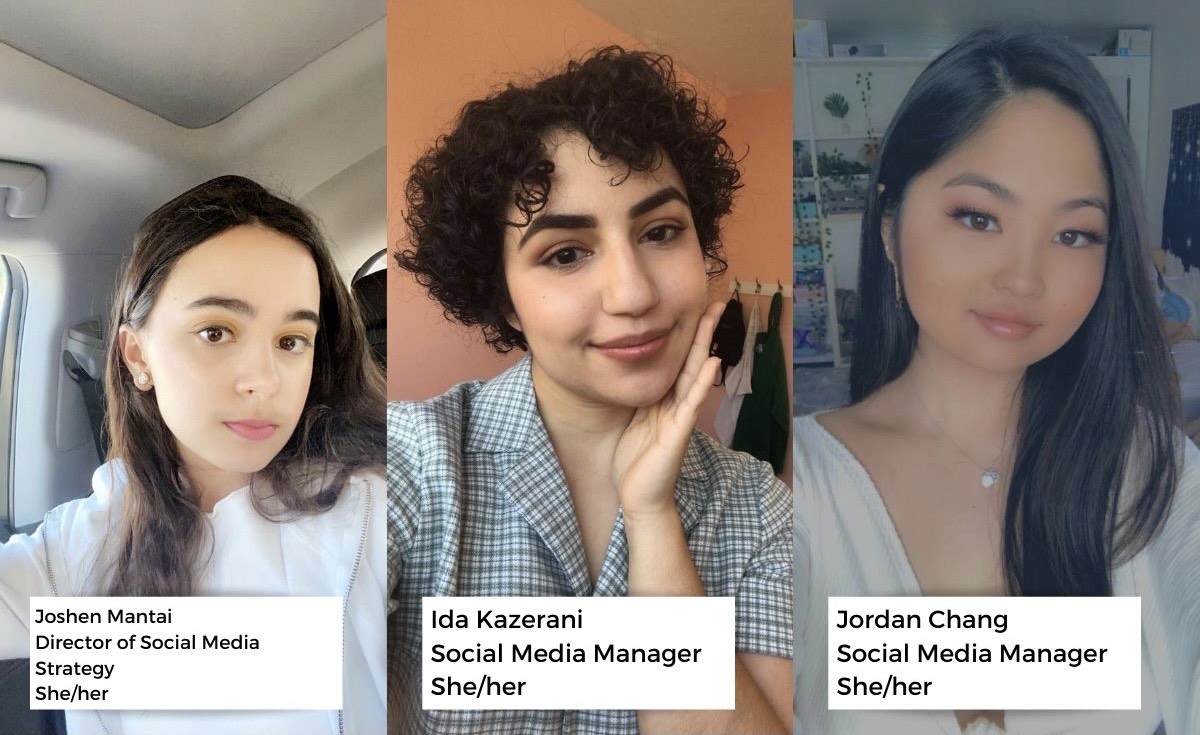 Joshen Mantai
Director of Social Media
Strategy
She/her
Ida Kazerani
Social Media Manager
She/her
Jordan Chang
Social Media Manager
She/her